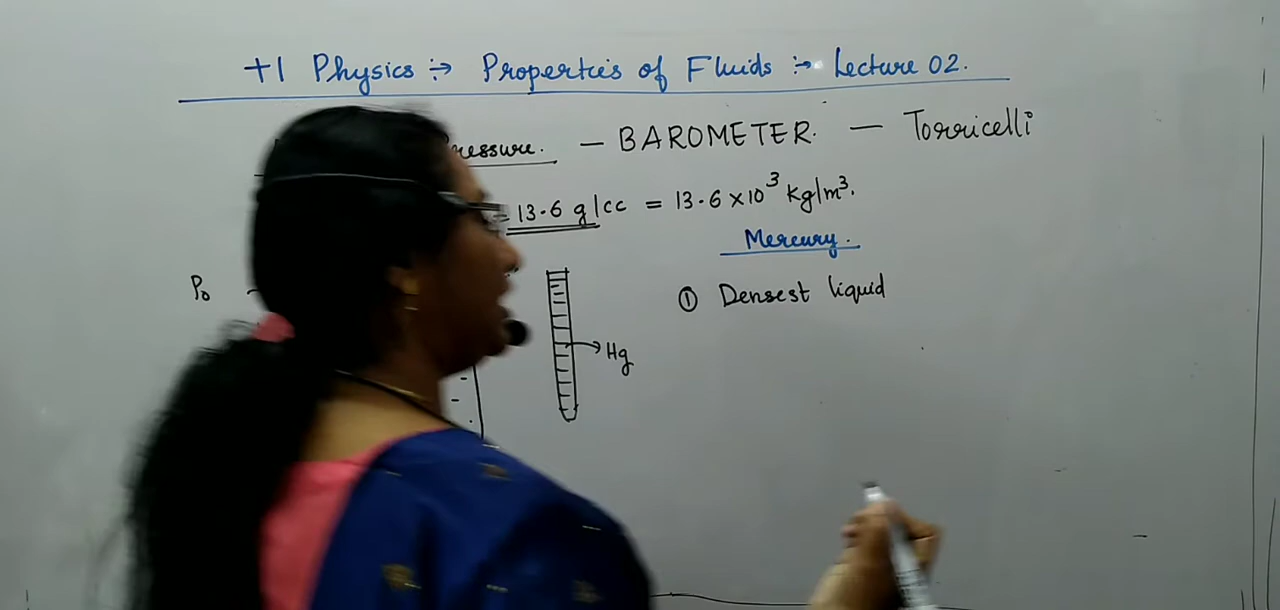 +1 Physics :→ Properties of Fluids :→ Lecture 02.
ressure. — BAROMETER. — Torricelli
= 13.6 g/cc = 13.6 × 10³ Kg/m³.
Mercury.
P₀
① Densest liquid
Hg